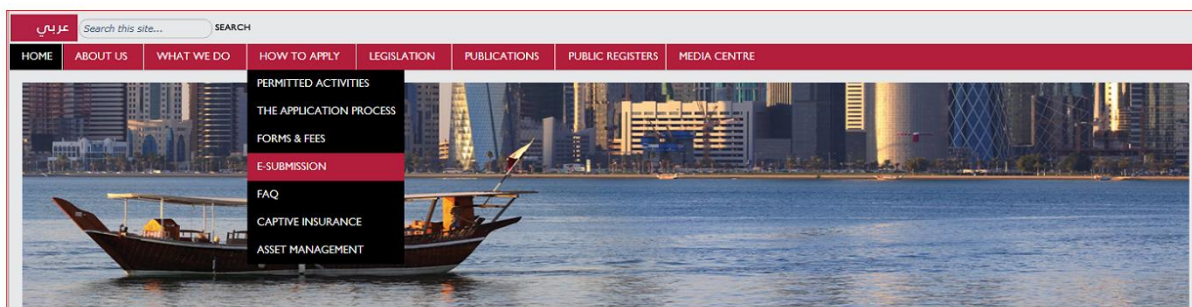 عربي Search this site... SEARCH
HOME ABOUT US WHAT WE DO HOW TO APPLY LEGISLATION PUBLICATIONS PUBLIC REGISTERS MEDIA CENTRE
PERMITTED ACTIVITIES
THE APPLICATION PROCESS
FORMS & FEES
E-SUBMISSION
FAQ
CAPTIVE INSURANCE
ASSET MANAGEMENT